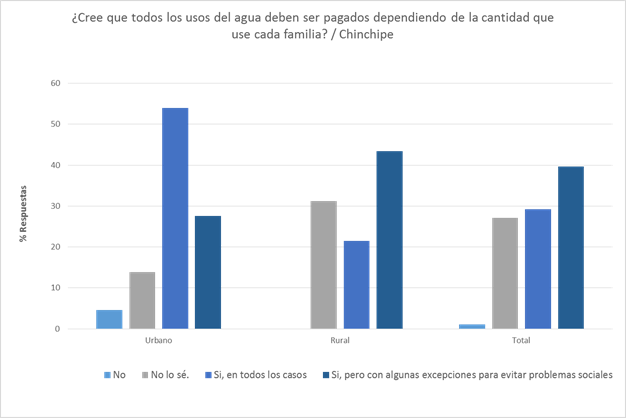 ¿Cree que todos los usos del agua deben ser pagados dependiendo de la cantidad que
use cada familia? / Chinchipe
60
50
40
30
20
10
0
% Respuestas
Urbano Rural Total
No No lo sé. Si, en todos los casos Si, pero con algunas excepciones para evitar problemas sociales